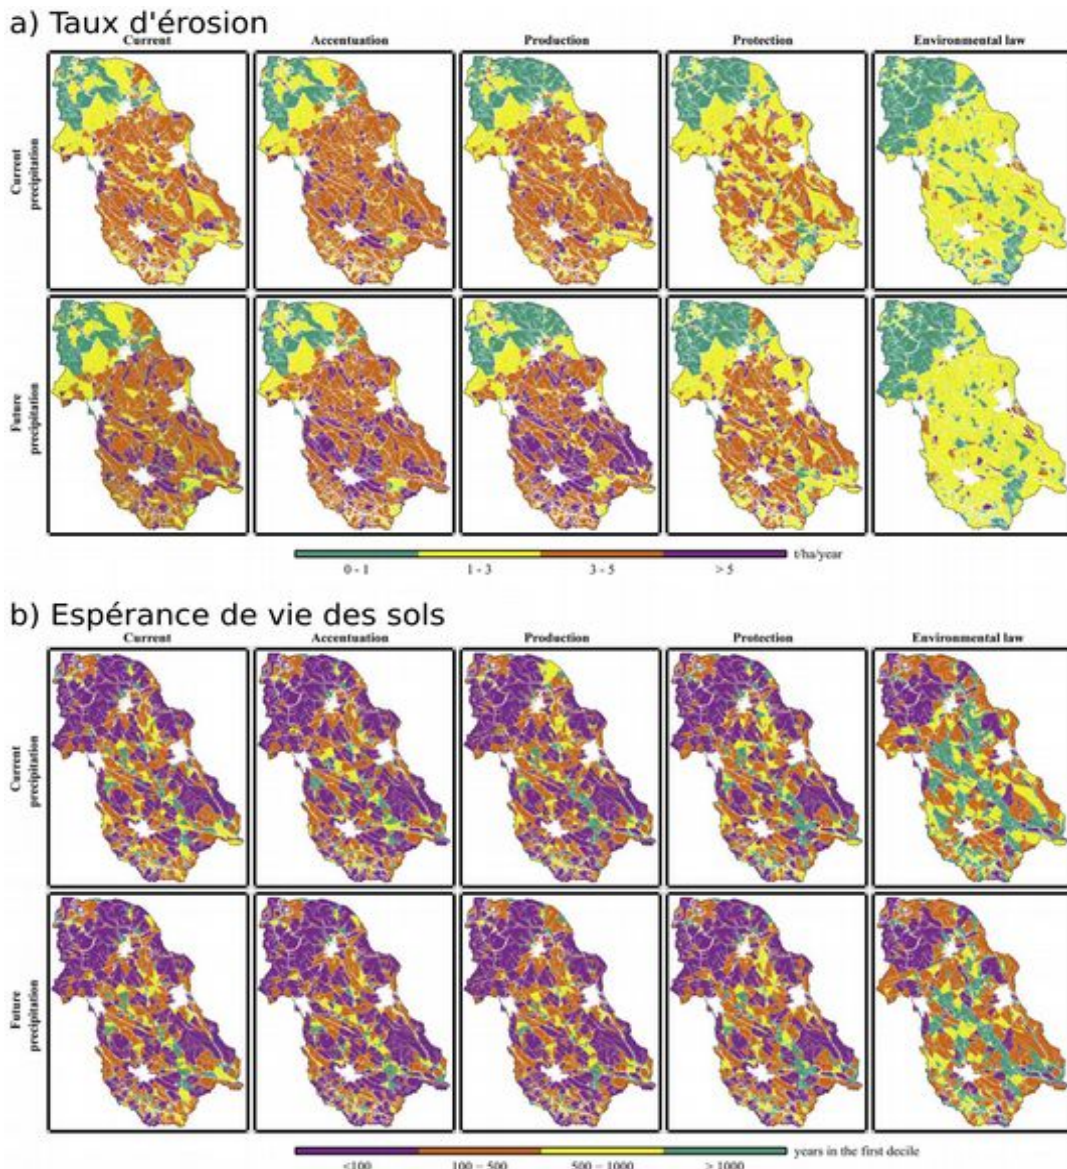 a) Taux d'érosion
Current Accentuation Production Protection Environmental law
Current
precipitation
Future
precipitation
t/ha/year
0 - 1 1 - 3 3 - 5 > 5
b) Espérance de vie des sols
Current Accentuation Production Protection Environmental law
Current
precipitation
Future
precipitation
years in the first decile
<100 100 – 500 500 – 1000 > 1000